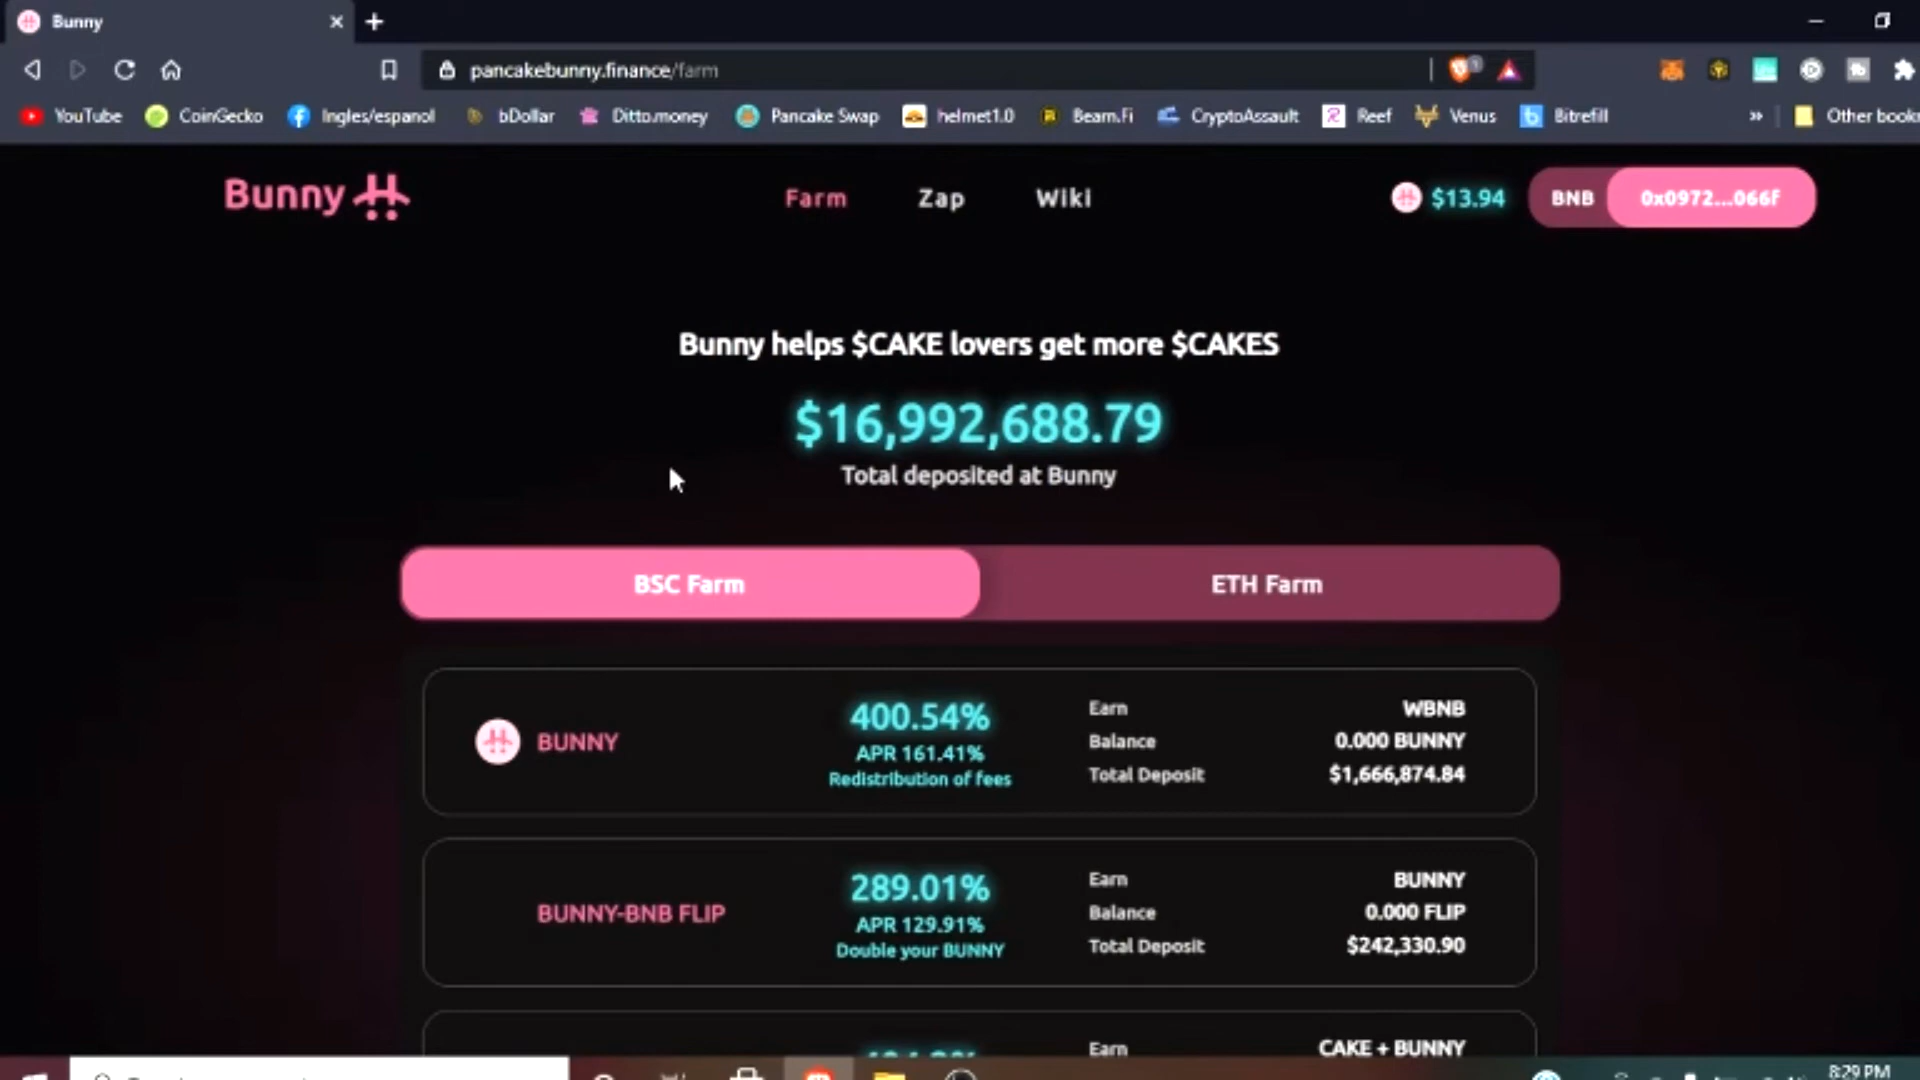 Bunny
pancakebunny.finance/farm
YouTube CoinGecko Ingles/espanol bDollar Ditto.money Pancake Swap helmet1.0 Beam.Fi CryptoAssault Reef Venus Bitrefill » Other bookr
Bunny Farm Zap Wiki $13.94 BNB 0x0972...066f
Bunny helps $CAKE lovers get more $CAKES
$16,992,688.79
Total deposited at Bunny
BSC Farm ETH Farm
BUNNY
400.54%
APR 161.41%
Redistribution of fees
Earn WBNB
Balance 0.000 BUNNY
Total Deposit $1,666,874.84
BUNNY-BNB FLIP
289.01%
APR 129.91%
Double your BUNNY
Earn BUNNY
Balance 0.000 FLIP
Total Deposit $242,330.90
Earn CAKE + BUNNY
8:29 PM